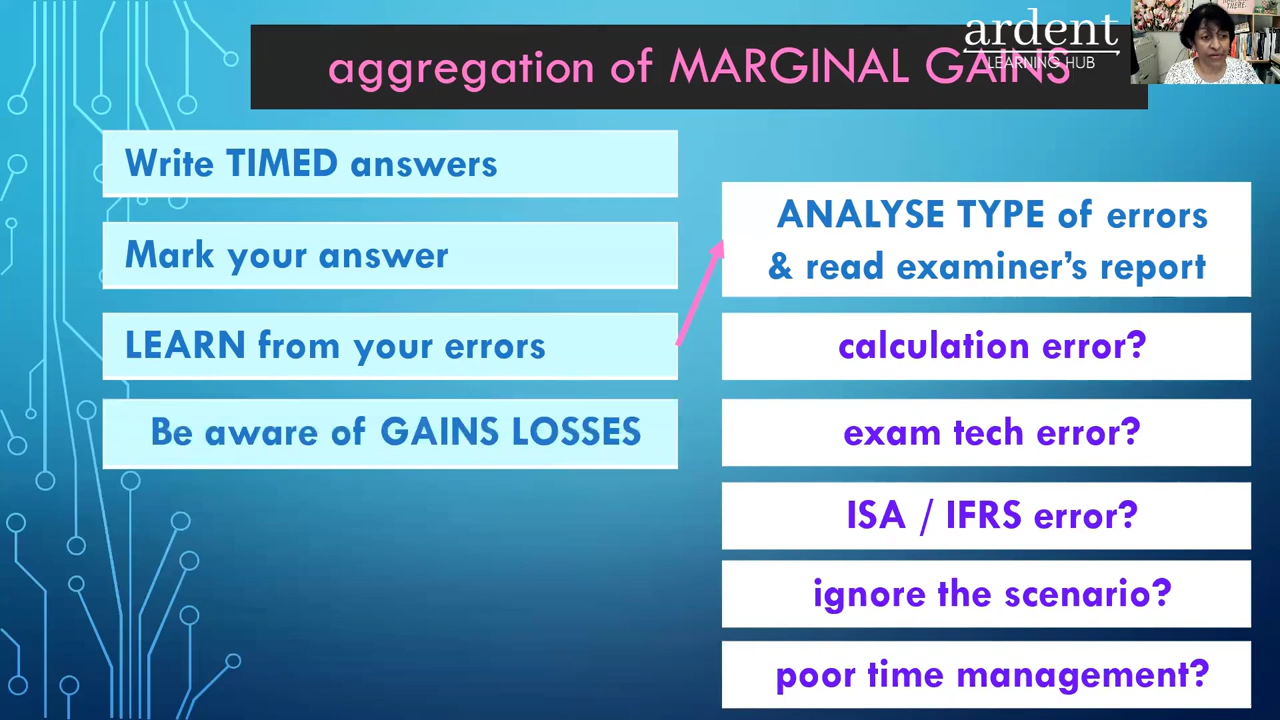 aggregation of MARGINAL GAINS
ardent
LEARNING HUB
Write TIMED answers
Mark your answer
LEARN from your errors
Be aware of GAINS LOSSES
ANALYSE TYPE of errors
& read examiner's report
calculation error?
exam tech error?
ISA / IFRS error?
ignore the scenario?
poor time management?